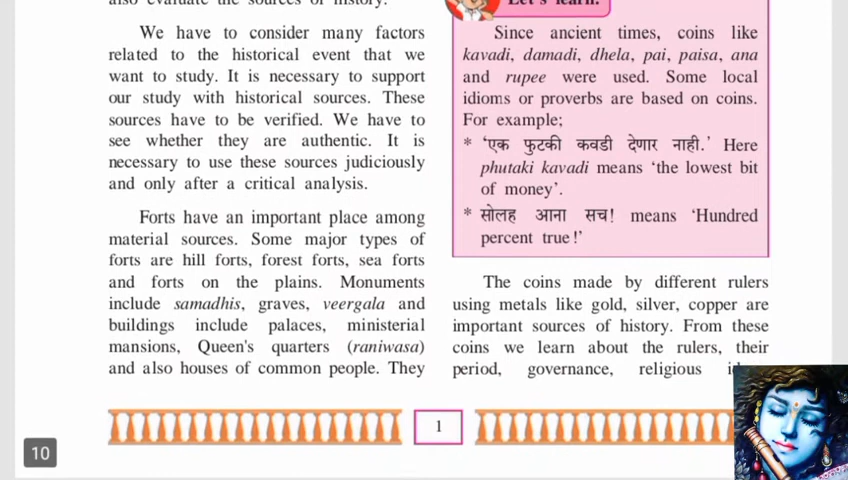 also evaluate the sources of history.
We have to consider many factors
related to the historical event that we
want to study. It is necessary to support
our study with historical sources. These
sources have to be verified. We have to
see whether they are authentic. It is
necessary to use these sources judiciously
and only after a critical analysis.
Forts have an important place among
material sources. Some major types of
forts are hill forts, forest forts, sea forts
and forts on the plains. Monuments
include samadhis, graves, veergala and
buildings include palaces, ministerial
mansions, Queen's quarters (raniwasa)
and also houses of common people. They
Let's learn!
Since ancient times, coins like
kavadi, damadi, dhela, pai, paisa, ana
and rupee were used. Some local
idioms or proverbs are based on coins.
For example;
* 'एक फुटकी कवडी देणार नाही.' Here
phutaki kavadi means 'the lowest bit
of money'.
* सोलह आना सच! means 'Hundred
percent true!'
The coins made by different rulers
using metals like gold, silver, copper are
important sources of history. From these
coins we learn about the rulers, their
period, governance, religious
1
10